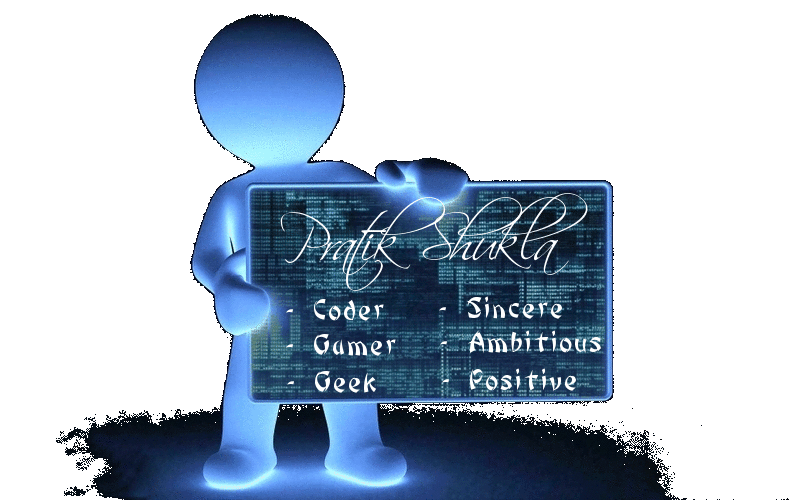 Pratik Shukla
- Coder - Sincere
- Gamer - Ambitious
- Geek - Positive